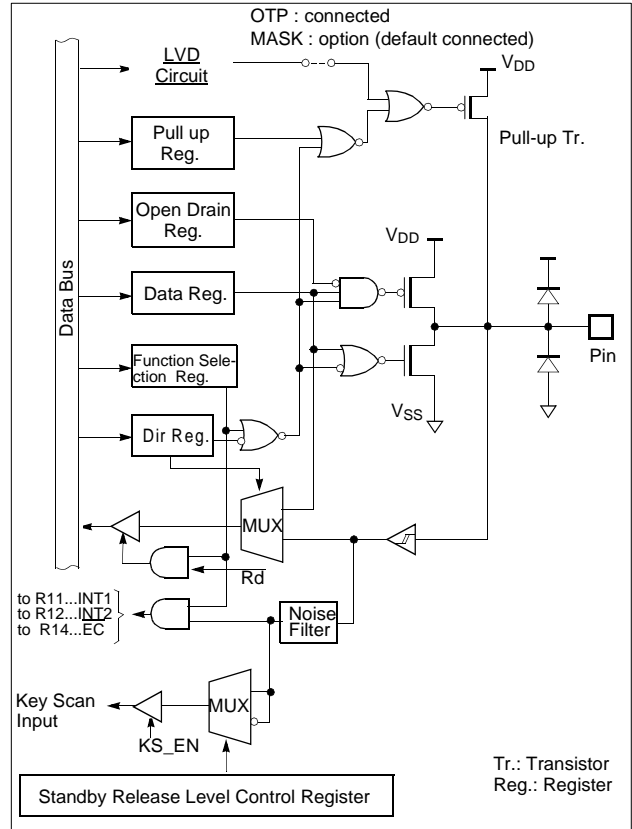 OTP : connected
MASK : option (default connected)
LVD
Circuit
VDD
Pull-up Tr.
Pull up
Reg.
Open Drain
Reg.
VDD
Data Bus
Data Reg.
Function Sele-
ction Reg.
Pin
VSS
Dir Reg.
MUX
Rd
to R11...INT1
to R12...INT2
to R14...EC
Noise
Filter
Key Scan
Input
MUX
KS_EN
Tr.: Transistor
Reg.: Register
Standby Release Level Control Register